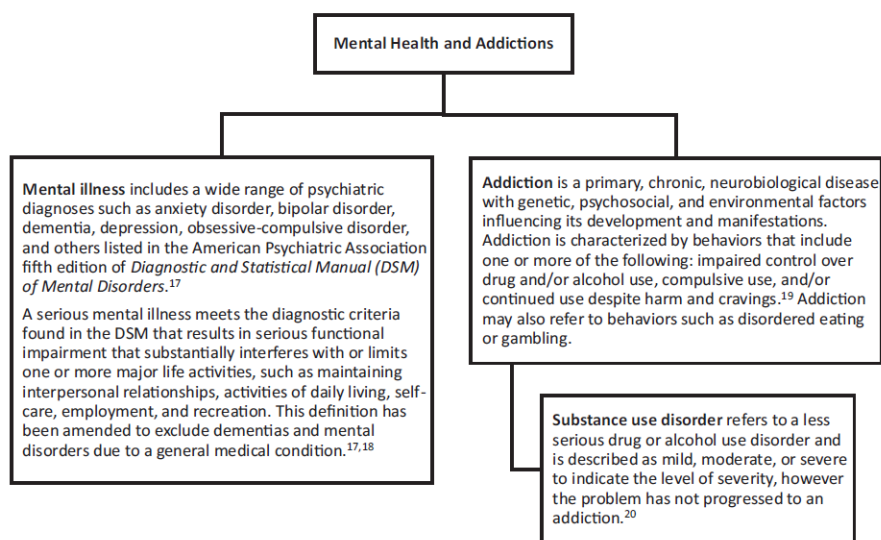 Mental Health and Addictions
Mental illness includes a wide range of psychiatric
diagnoses such as anxiety disorder, bipolar disorder,
dementia, depression, obsessive-compulsive disorder,
and others listed in the American Psychiatric Association
fifth edition of Diagnostic and Statistical Manual (DSM)
of Mental Disorders.17
A serious mental illness meets the diagnostic criteria
found in the DSM that results in serious functional
impairment that substantially interferes with or limits
one or more major life activities, such as maintaining
interpersonal relationships, activities of daily living, self-
care, employment, and recreation. This definition has
been amended to exclude dementias and mental
disorders due to a general medical condition.17,18
Addiction is a primary, chronic, neurobiological disease
with genetic, psychosocial, and environmental factors
influencing its development and manifestations.
Addiction is characterized by behaviors that include
one or more of the following: impaired control over
drug and/or alcohol use, compulsive use, and/or
continued use despite harm and cravings.19 Addiction
may also refer to behaviors such as disordered eating
or gambling.
Substance use disorder refers to a less
serious drug or alcohol use disorder and
is described as mild, moderate, or severe
to indicate the level of severity, however
the problem has not progressed to an
addiction.20